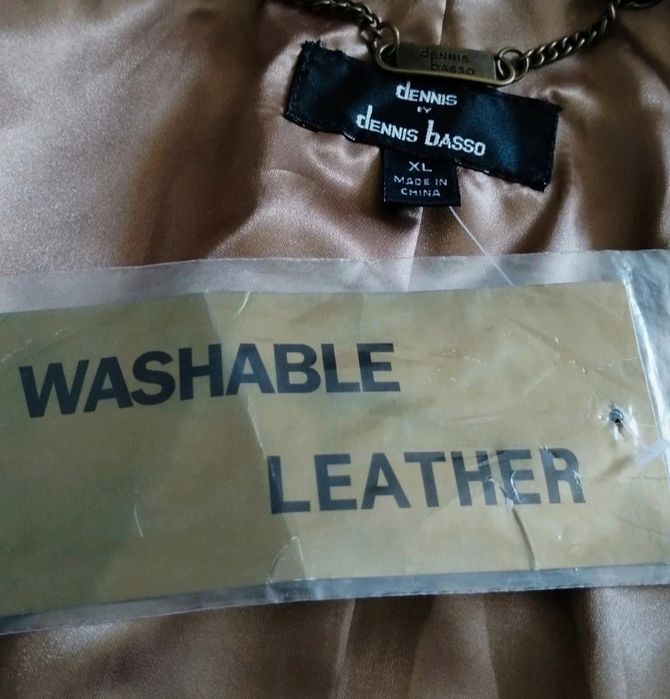 dENNIS
bASSO
dENNIS
BY
dENNIS bASSO
XL
MADE IN
CHINA
WASHABLE
LEATHER